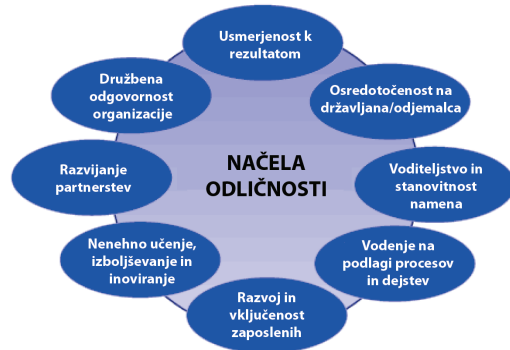 Usmerjenost k
rezultatom
Osredotočenost na
državljana/odjemalca
Voditeljstvo in
stanovitnost
namena
Vodenje na
podlagi procesov
in dejstev
Razvoj in
vključenost
zaposlenih
Nenehno učenje,
izboljševanje in
inoviranje
Razvijanje
partnerstev
Družbena
odgovornost
organizacije
NAČELA
ODLIČNOSTI